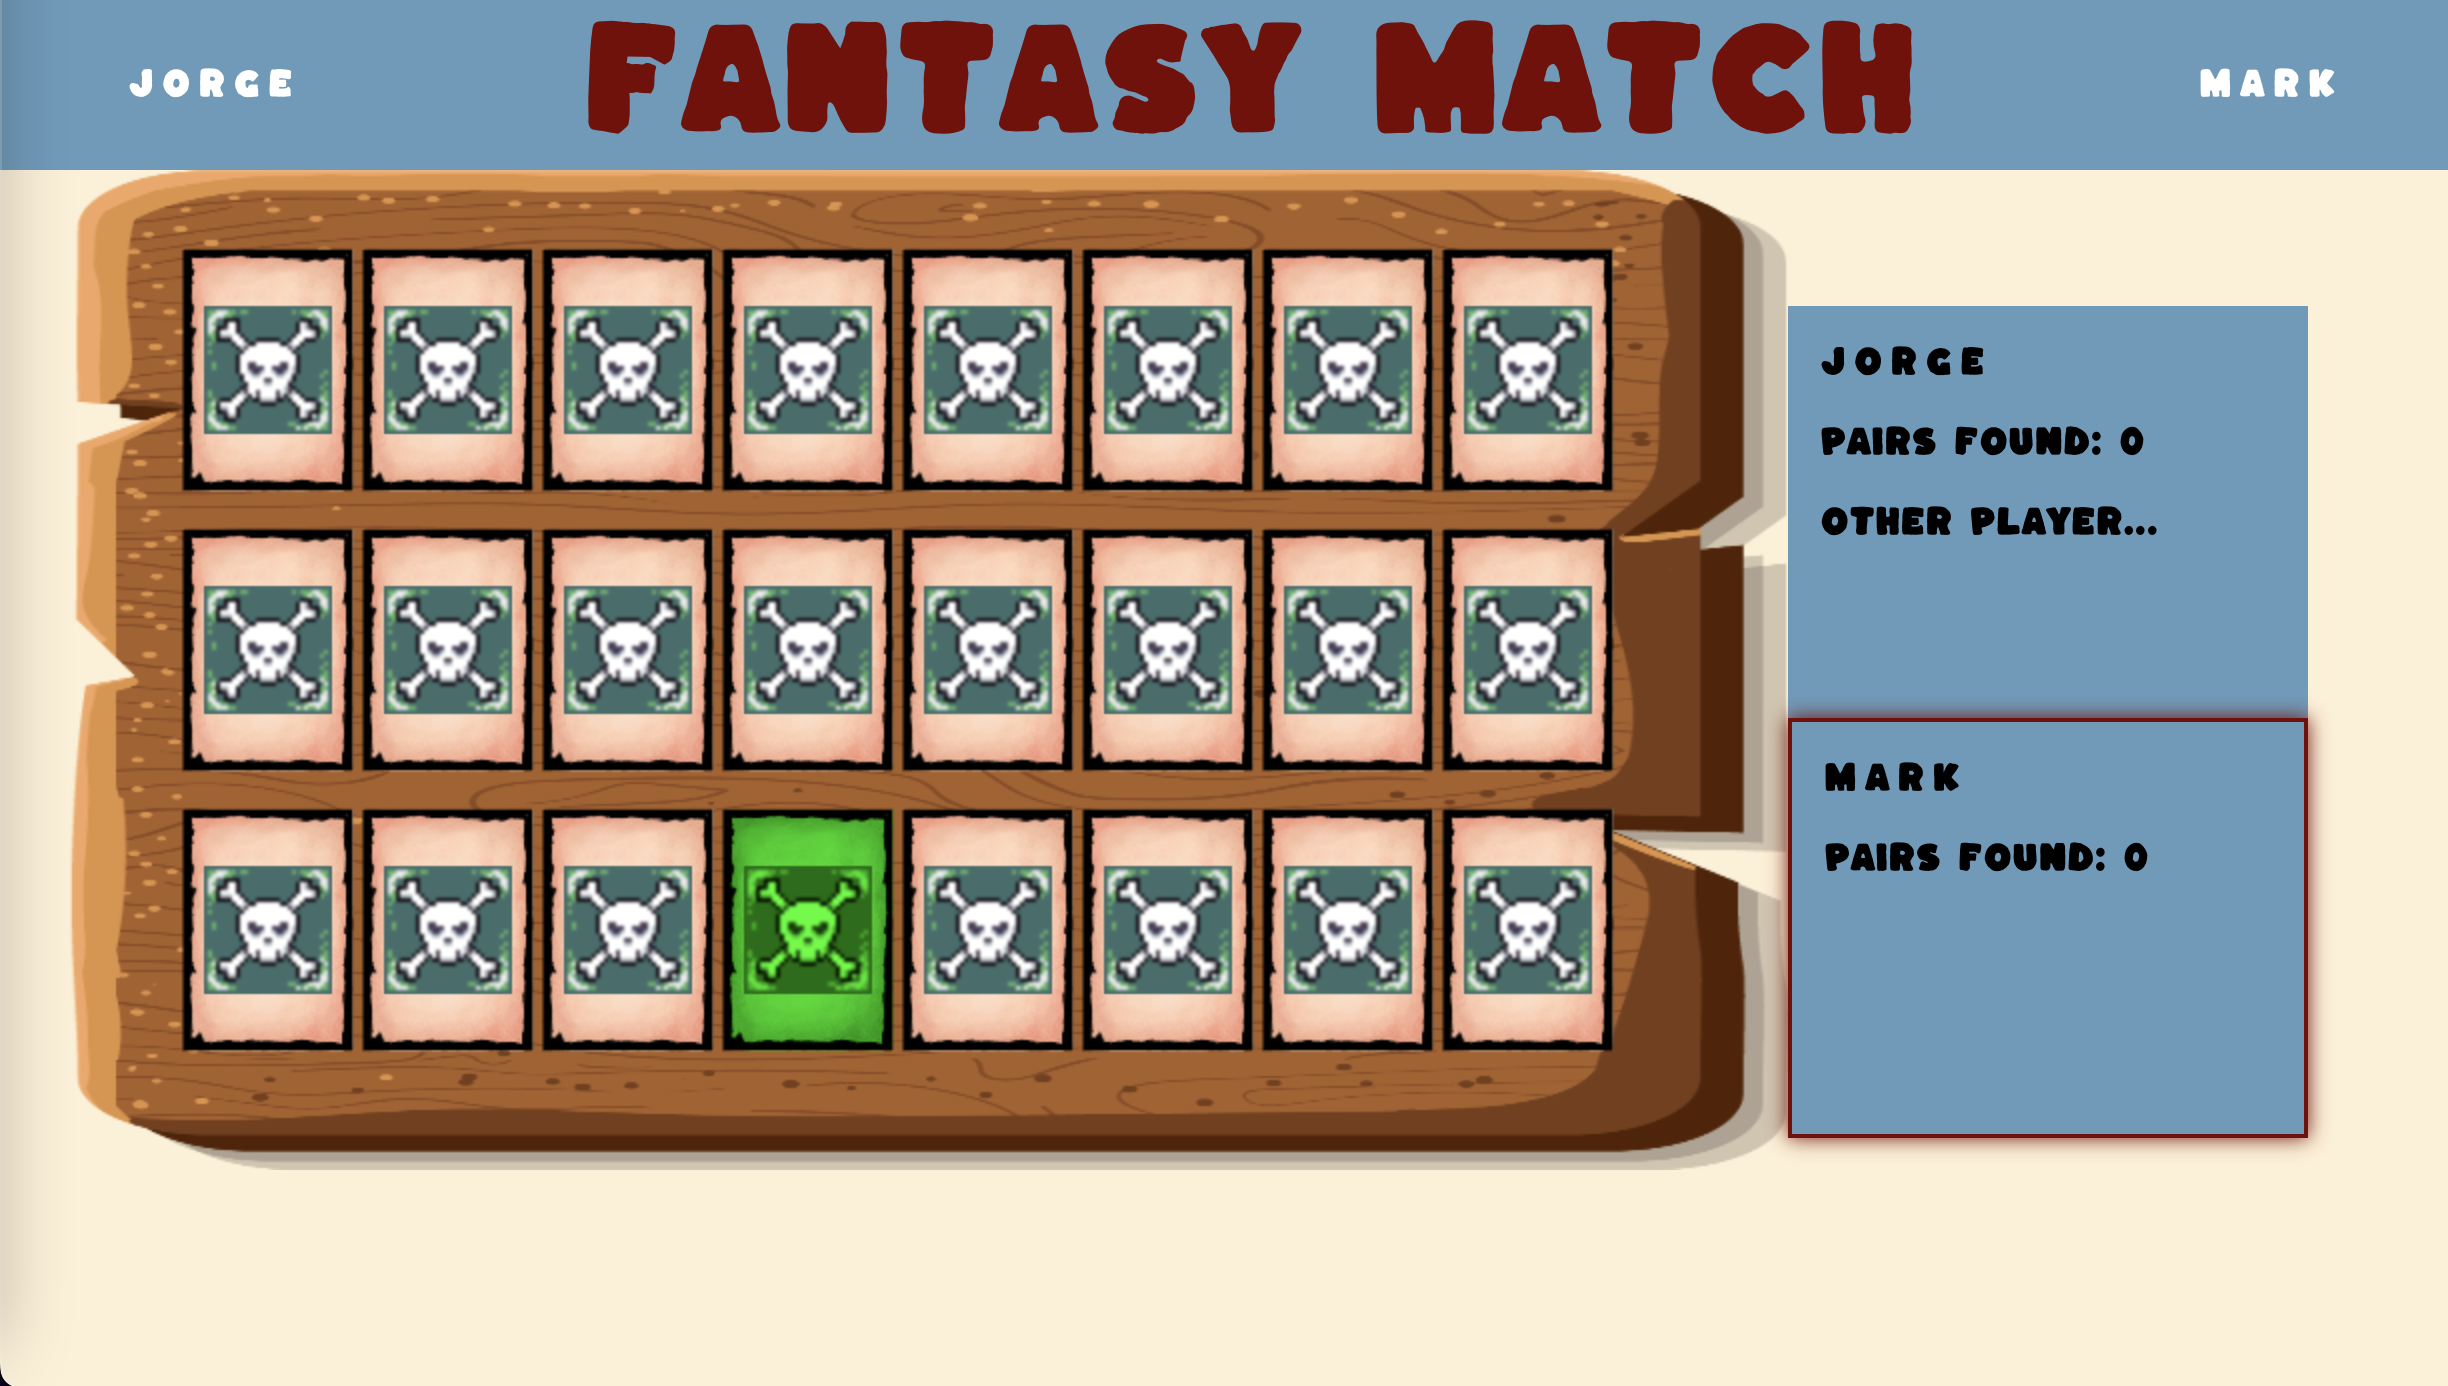 JORGE
FANTASY MATCH
MARK
JORGE
PAIRS FOUND: 0
OTHER PLAYER...
MARK
PAIRS FOUND: 0